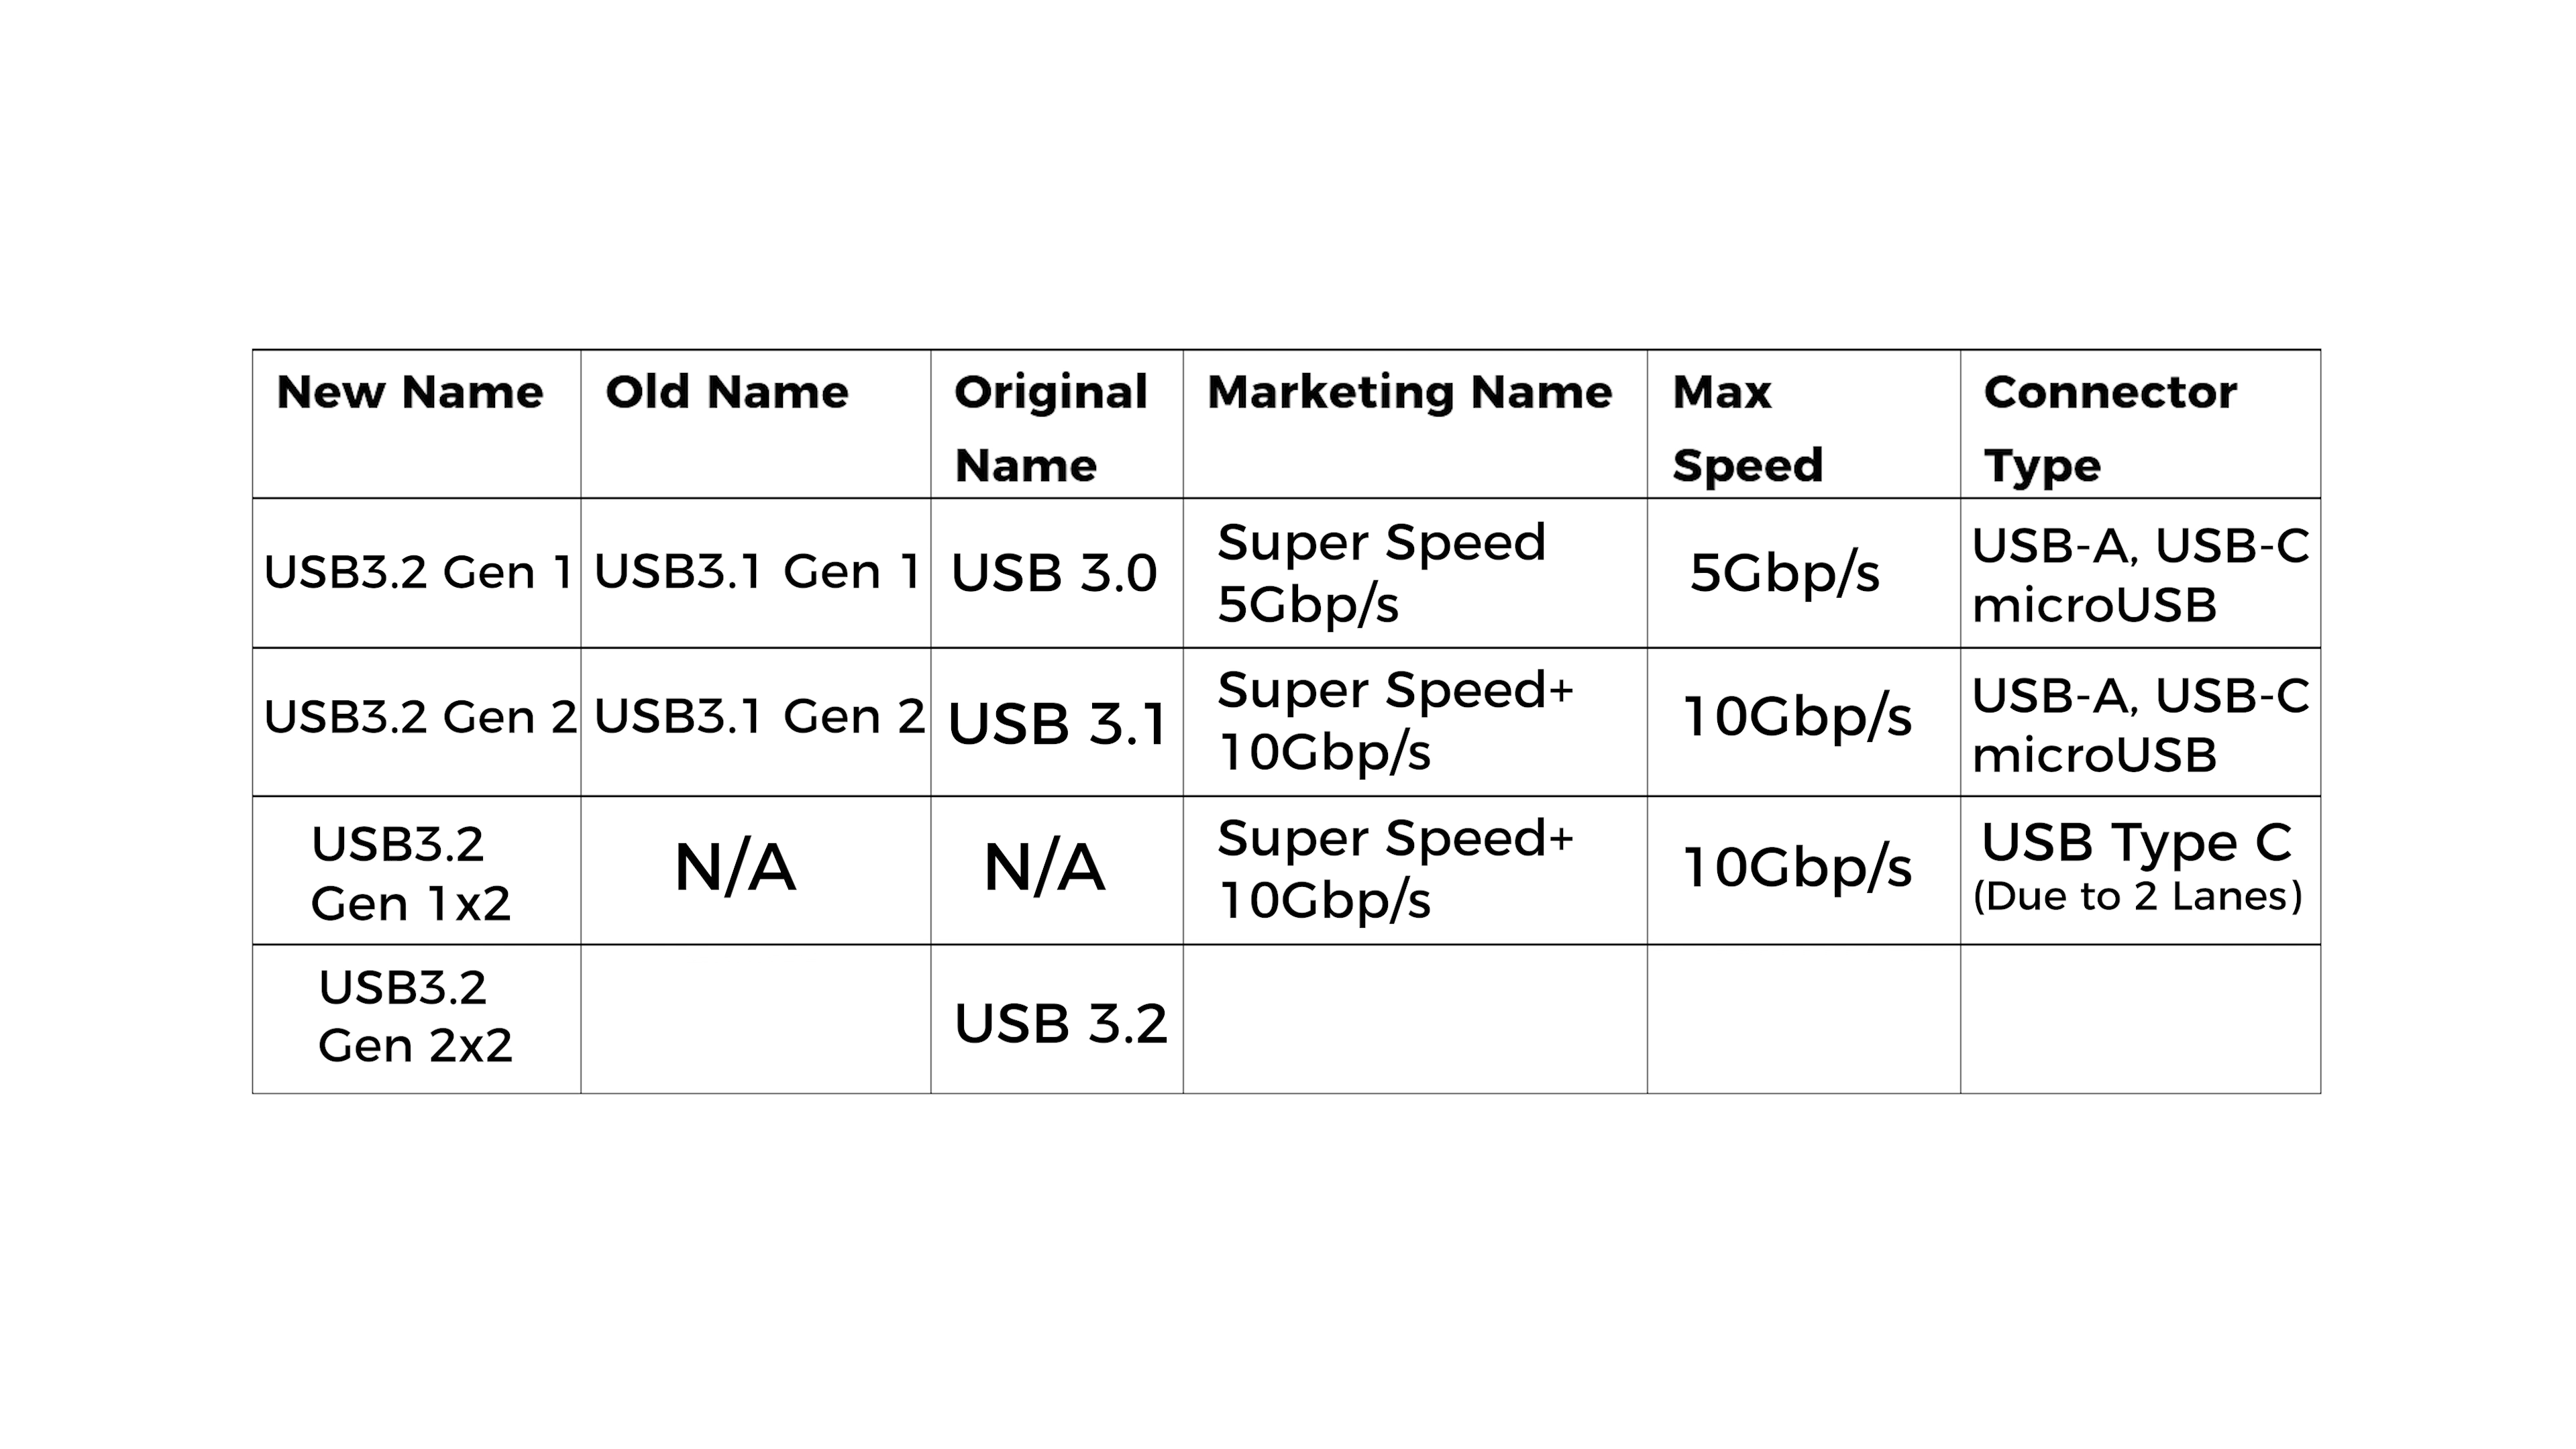 New Name Old Name Original Name Marketing Name Max Speed Connector Type
USB3.2 Gen 1 USB3.1 Gen 1 USB 3.0 Super Speed 5Gbp/s 5Gbp/s USB-A, USB-C microUSB
USB3.2 Gen 2 USB3.1 Gen 2 USB 3.1 Super Speed+ 10Gbp/s 10Gbp/s USB-A, USB-C microUSB
USB3.2 Gen 1x2 N/A N/A Super Speed+ 10Gbp/s 10Gbp/s USB Type C (Due to 2 Lanes)
USB3.2 Gen 2x2 USB 3.2